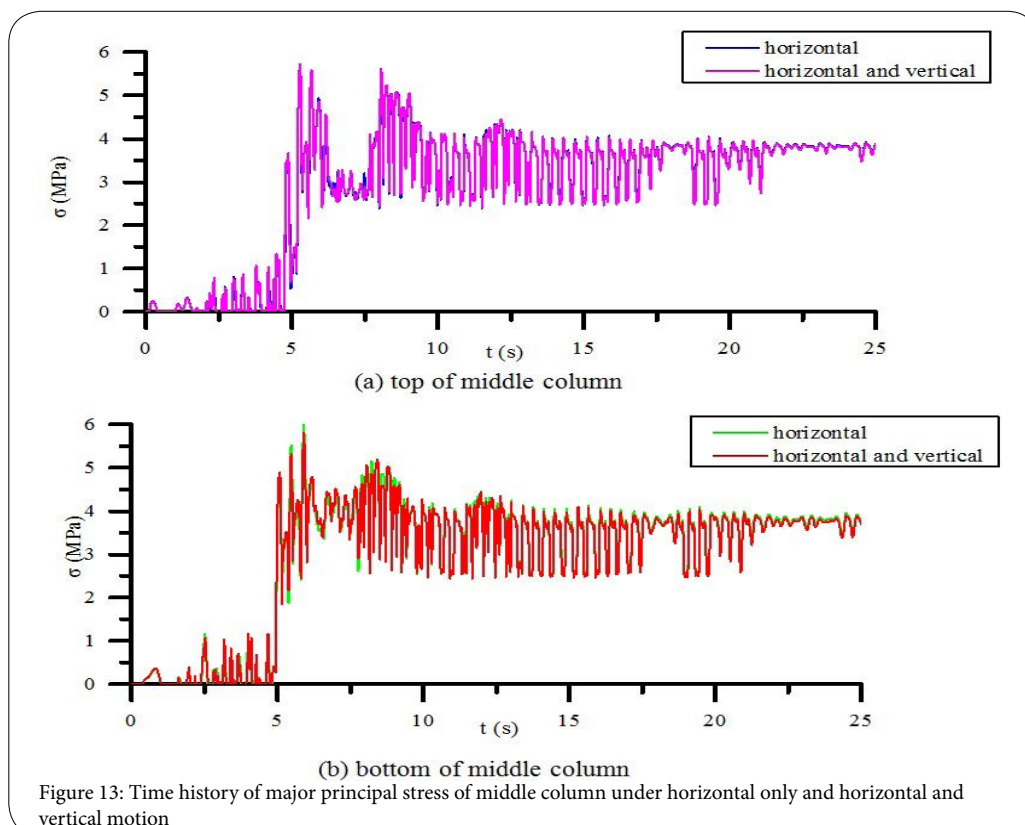 6
5
4
3
2
1
0
σ (MPa)
horizontal
horizontal and vertical
0
5
10
15
20
25
t (s)
(a) top of middle column
6
5
4
3
2
1
0
σ (MPa)
horizontal
horizontal and vertical
0
5
10
15
20
25
t (s)
(b) bottom of middle column
Figure 13: Time history of major principal stress of middle column under horizontal only and horizontal and
vertical motion